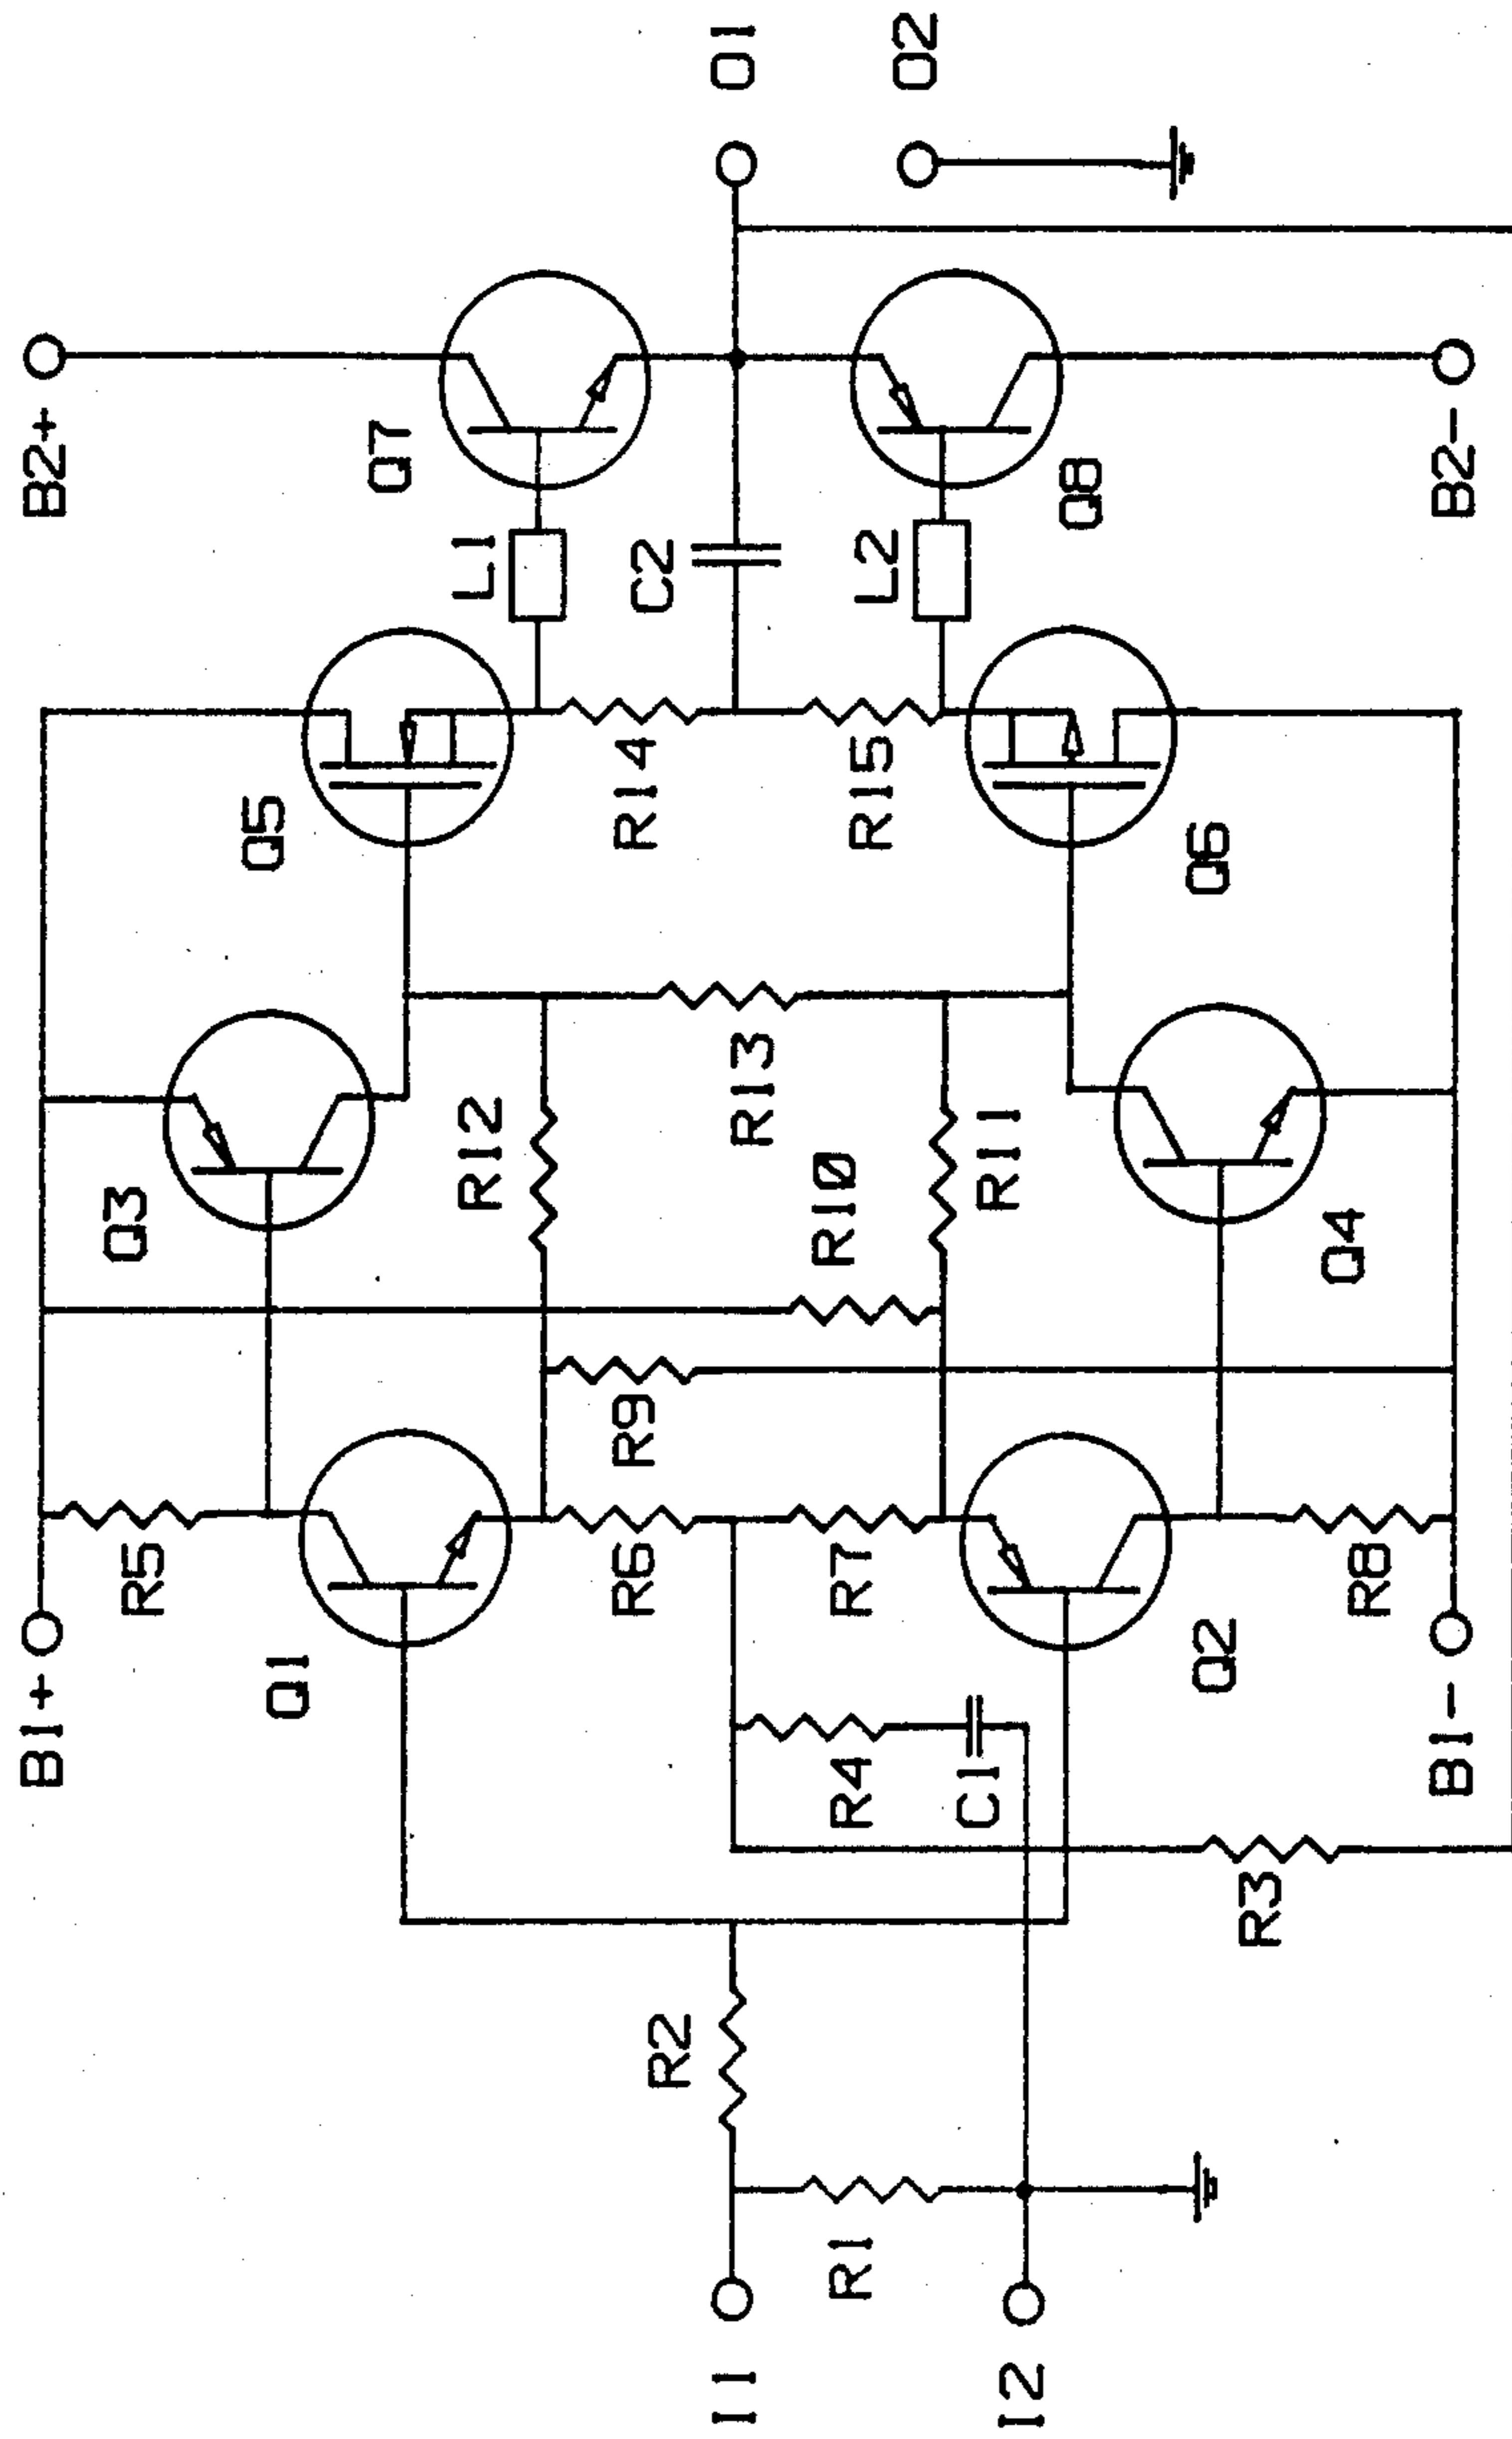 B1+
B2+
R5
Q3
Q5
Q7
Q1
R12
L1
O1
I1
R2
R6
R9
R13
R14
C2
R1
R4
R7
R10
R15
L2
O2
I2
C1
R11
Q8
Q2
Q6
R3
R8
Q4
B1-
B2-